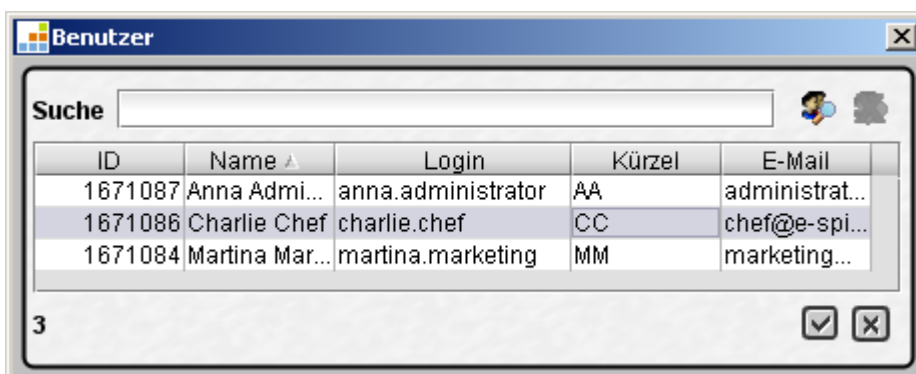 Benutzer
Suche
ID Name Login Kürzel E-Mail
1671087 Anna Admi... anna.administrator AA administrat...
1671086 Charlie Chef charlie.chef CC chef@e-spi...
1671084 Martina Mar... martina.marketing MM marketing...
3